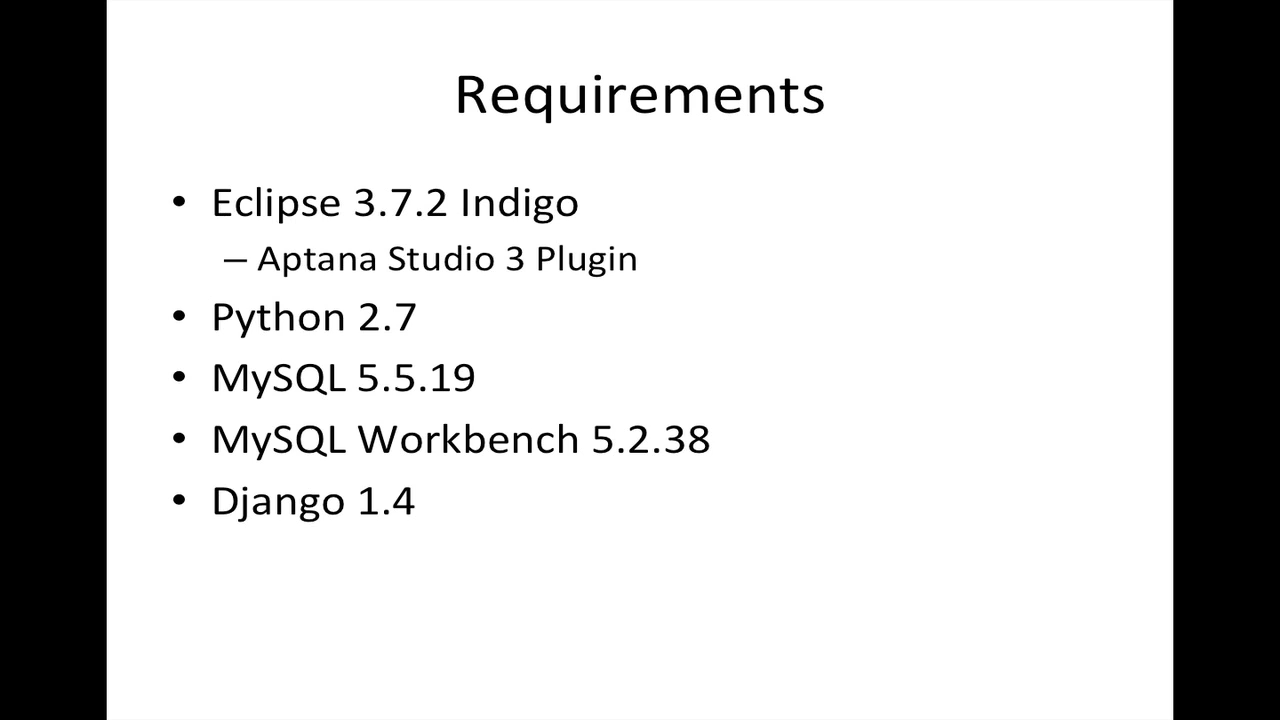 Requirements
• Eclipse 3.7.2 Indigo
– Aptana Studio 3 Plugin
• Python 2.7
• MySQL 5.5.19
• MySQL Workbench 5.2.38
• Django 1.4